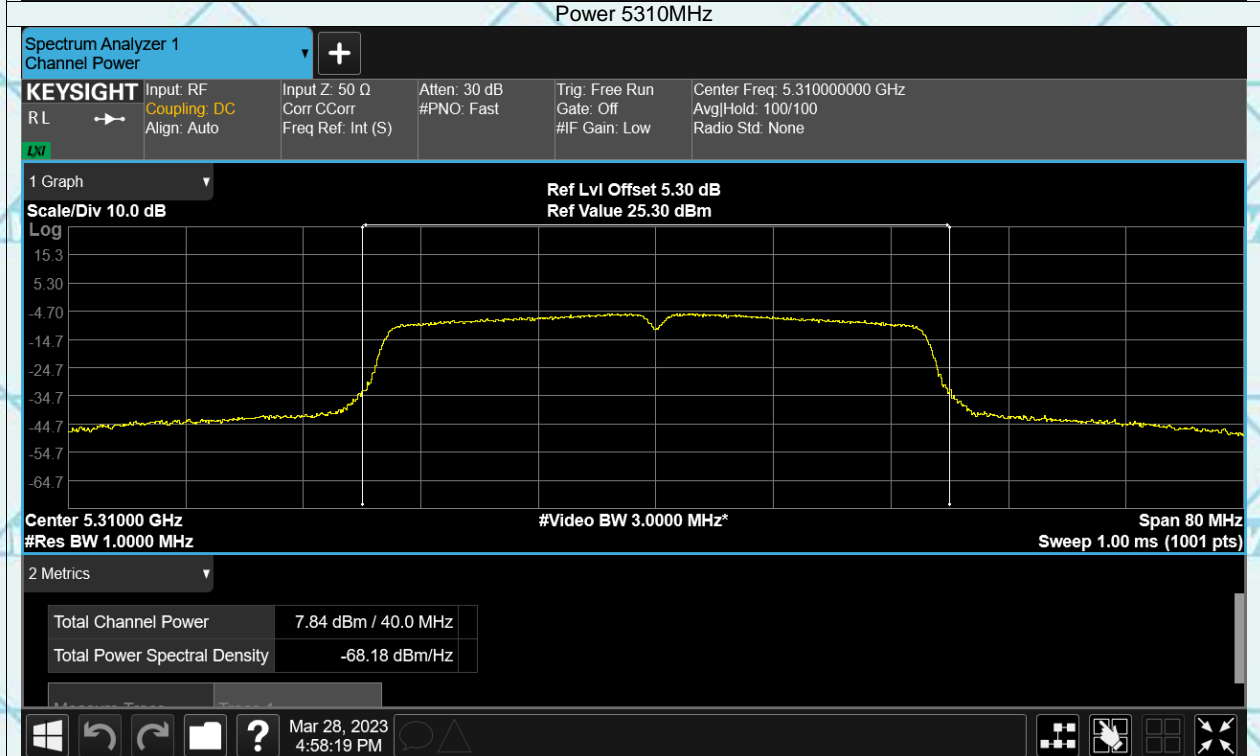 Power 5310MHz
Spectrum Analyzer 1
Channel Power
+
KEYSIGHT
R L
LXI
Input: RF
Coupling: DC
Align: Auto
Input Z: 50 Ω
Corr CCorr
Freq Ref: Int (S)
Atten: 30 dB
#PNO: Fast
Trig: Free Run
Gate: Off
#IF Gain: Low
Center Freq: 5.310000000 GHz
Avg|Hold: 100/100
Radio Std: None
1 Graph
Ref Lvl Offset 5.30 dB
Scale/Div 10.0 dB
Ref Value 25.30 dBm
Log
15.3
5.30
-4.70
-14.7
-24.7
-34.7
-44.7
-54.7
-64.7
Center 5.31000 GHz
#Video BW 3.0000 MHz*
Span 80 MHz
#Res BW 1.0000 MHz
Sweep 1.00 ms (1001 pts)
2 Metrics
Total Channel Power 7.84 dBm / 40.0 MHz
Total Power Spectral Density -68.18 dBm/Hz
?
Mar 28, 2023
4:58:19 PM